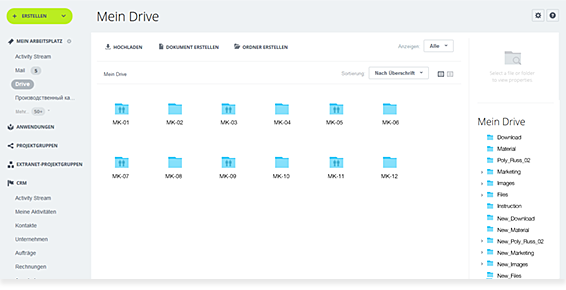 + ERSTELLEN
Mein Drive
MEIN ARBEITSPLATZ
Activity Stream
Mail 5
Drive
Производственный ка...
Mehr... 50+
ANWENDUNGEN
PROJEKTGRUPPEN
EXTRANET-PROJEKTGRUPPEN
CRM
Activity Stream
Meine Aktivitäten
Kontakte
Unternehmen
Aufträge
Rechnungen
HOCHLADEN DOKUMENT ERSTELLEN ORDNER ERSTELLEN Anzeigen Alle
Mein Drive Sortierung Nach Überschrift
MK-01 MK-02 MK-03 MK-04 MK-05 MK-06
MK-07 MK-08 MK-09 MK-10 MK-11 MK-12
Select a file or folder
to view properties.
Mein Drive
Download
Material
Poly_Russ_02
Marketing
Images
Files
Instruction
New_Download
New_Material
New_Poly_Russ_02
New_Marketing
New_Images
New_Files